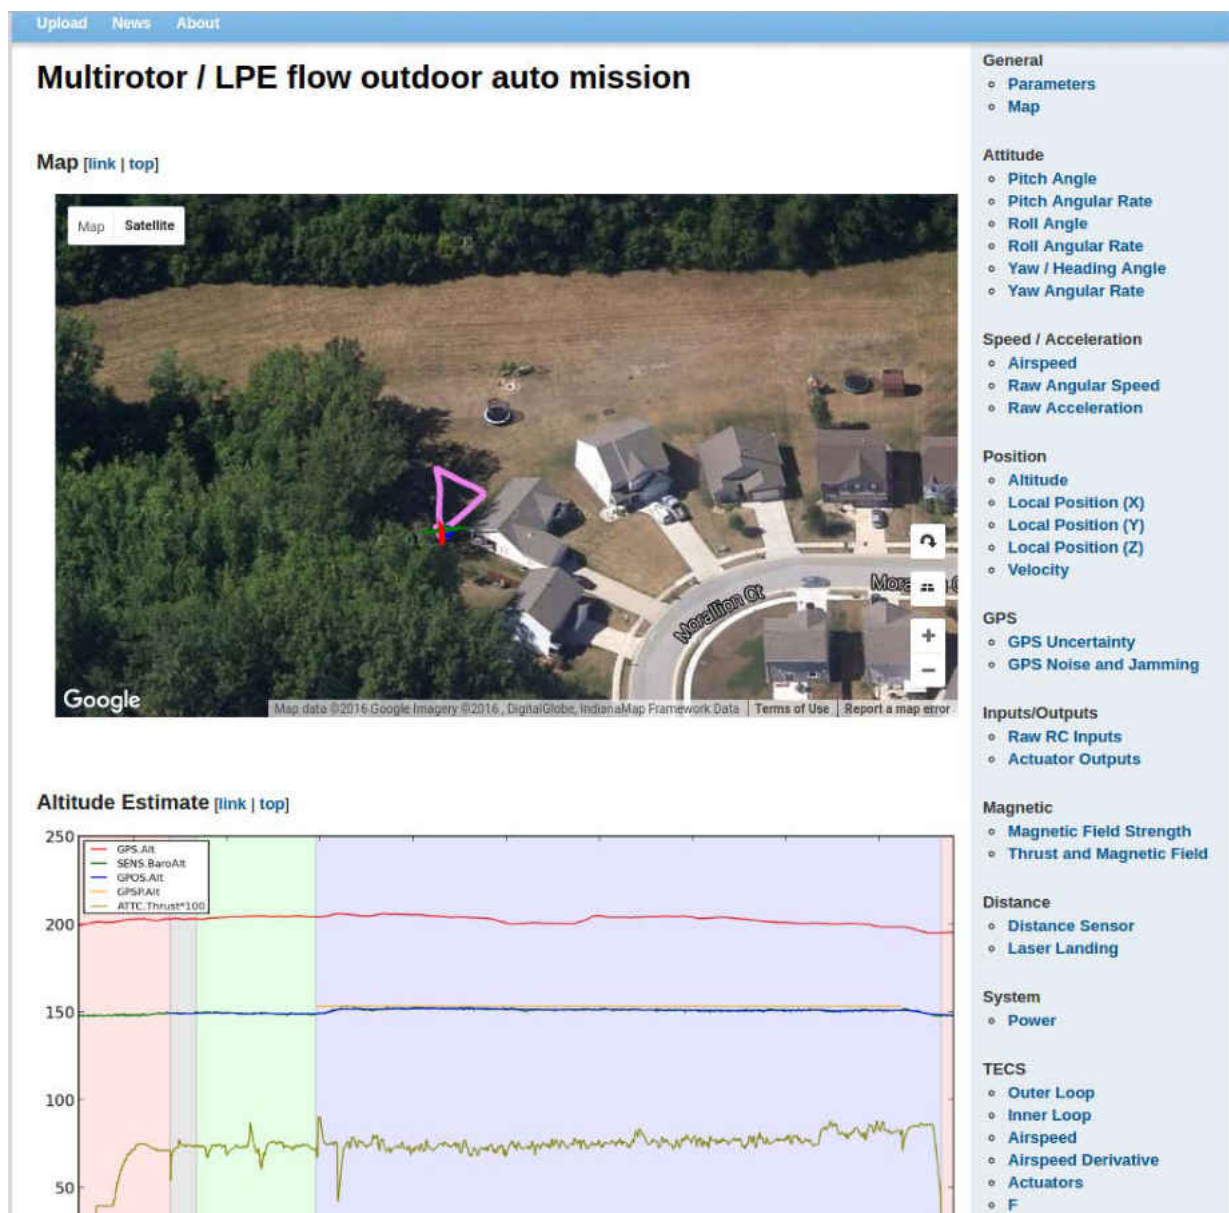 Upload News About
Multirotor / LPE flow outdoor auto mission
Map [link | top]
Map Satellite
Morallion Ct
Google
Map data ©2016 Google Imagery ©2016 , DigitalGlobe, IndianaMap Framework Data Terms of Use Report a map error
Altitude Estimate [link | top]
250
200
150
100
50
GPS.Alt
SENS.BaroAlt
GPOS.Alt
GPSP.Alt
ATTC.Thrust*100
General
Parameters
Map
Attitude
Pitch Angle
Pitch Angular Rate
Roll Angle
Roll Angular Rate
Yaw / Heading Angle
Yaw Angular Rate
Speed / Acceleration
Airspeed
Raw Angular Speed
Raw Acceleration
Position
Altitude
Local Position (X)
Local Position (Y)
Local Position (Z)
Velocity
GPS
GPS Uncertainty
GPS Noise and Jamming
Inputs/Outputs
Raw RC Inputs
Actuator Outputs
Magnetic
Magnetic Field Strength
Thrust and Magnetic Field
Distance
Distance Sensor
Laser Landing
System
Power
TECS
Outer Loop
Inner Loop
Airspeed
Airspeed Derivative
Actuators
F